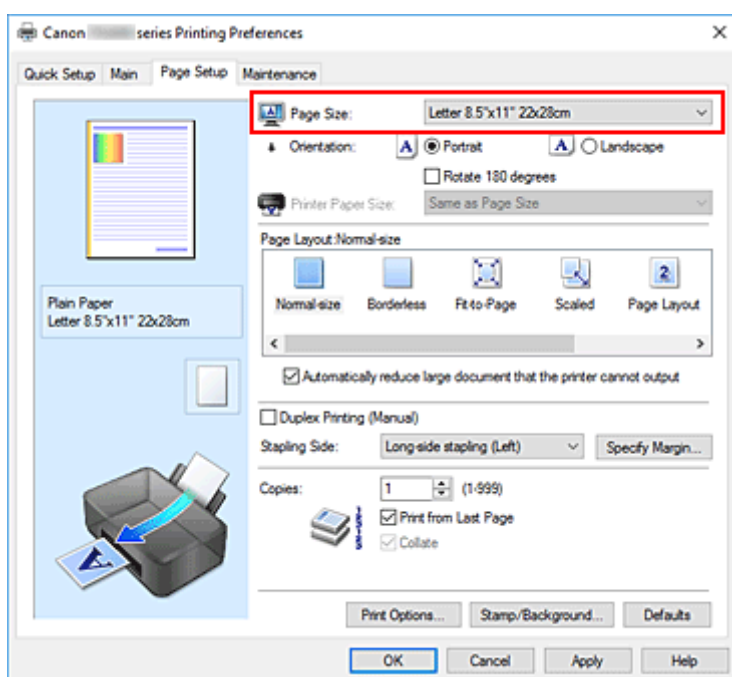 Canon series Printing Preferences
Quick Setup Main Page Setup Maintenance
Page Size: Letter 8.5"x11" 22x28cm
Orientation: A Portrait A Landscape
Rotate 180 degrees
Printer Paper Size: Same as Page Size
Page Layout:Normal-size
2
Normal-size Borderless Fit-to-Page Scaled Page Layout
Plain Paper
Letter 8.5"x11" 22x28cm
Automatically reduce large document that the printer cannot output
Duplex Printing (Manual)
Stapling Side: Long-side stapling (Left) Specify Margin...
Copies: 1 (1-999)
Print from Last Page
Collate
A
Print Options... Stamp/Background... Defaults
OK Cancel Apply Help